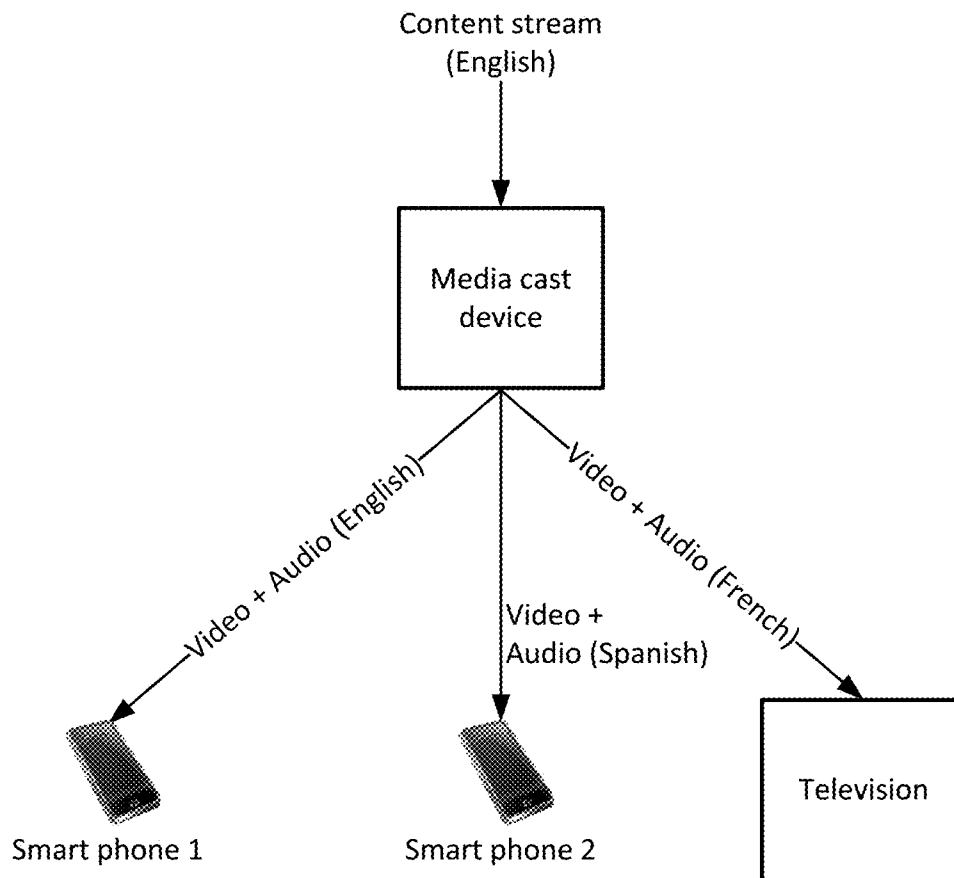 Content stream
(English)
Media cast
device
Video + Audio (English)
Video +
Audio (Spanish)
Video + Audio (French)
Smart phone 1
Smart phone 2
Television